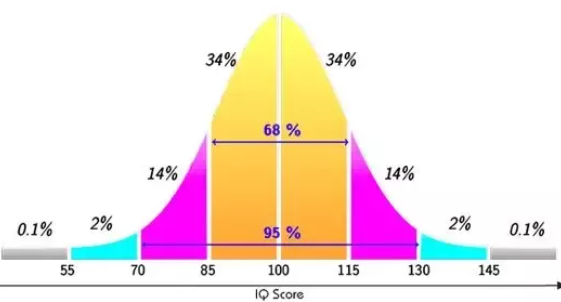 34% 34%
68 %
14% 14%
0.1% 2% 95 % 2% 0.1%
55 70 85 100 115 130 145
IQ Score